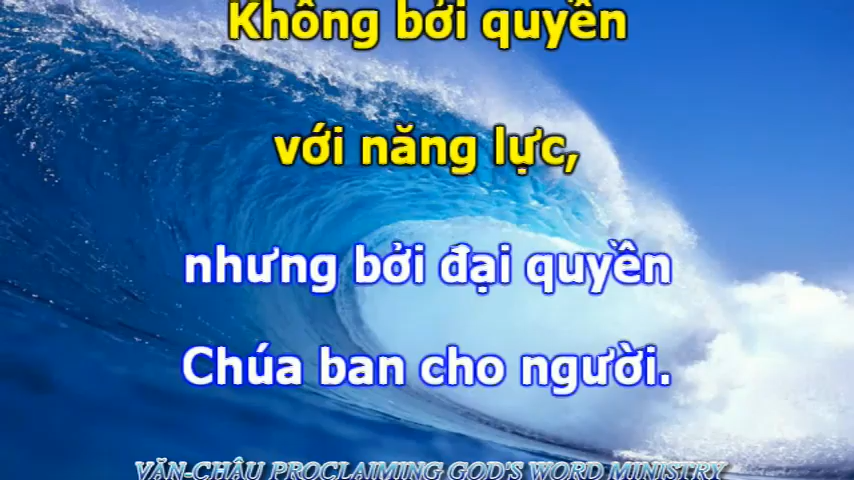 Không bởi quyền
với năng lực,
nhưng bởi đại quyền
Chúa ban cho người.
VĂN-CHÂU PROCLAIMING GOD'S WORD MINISTRY